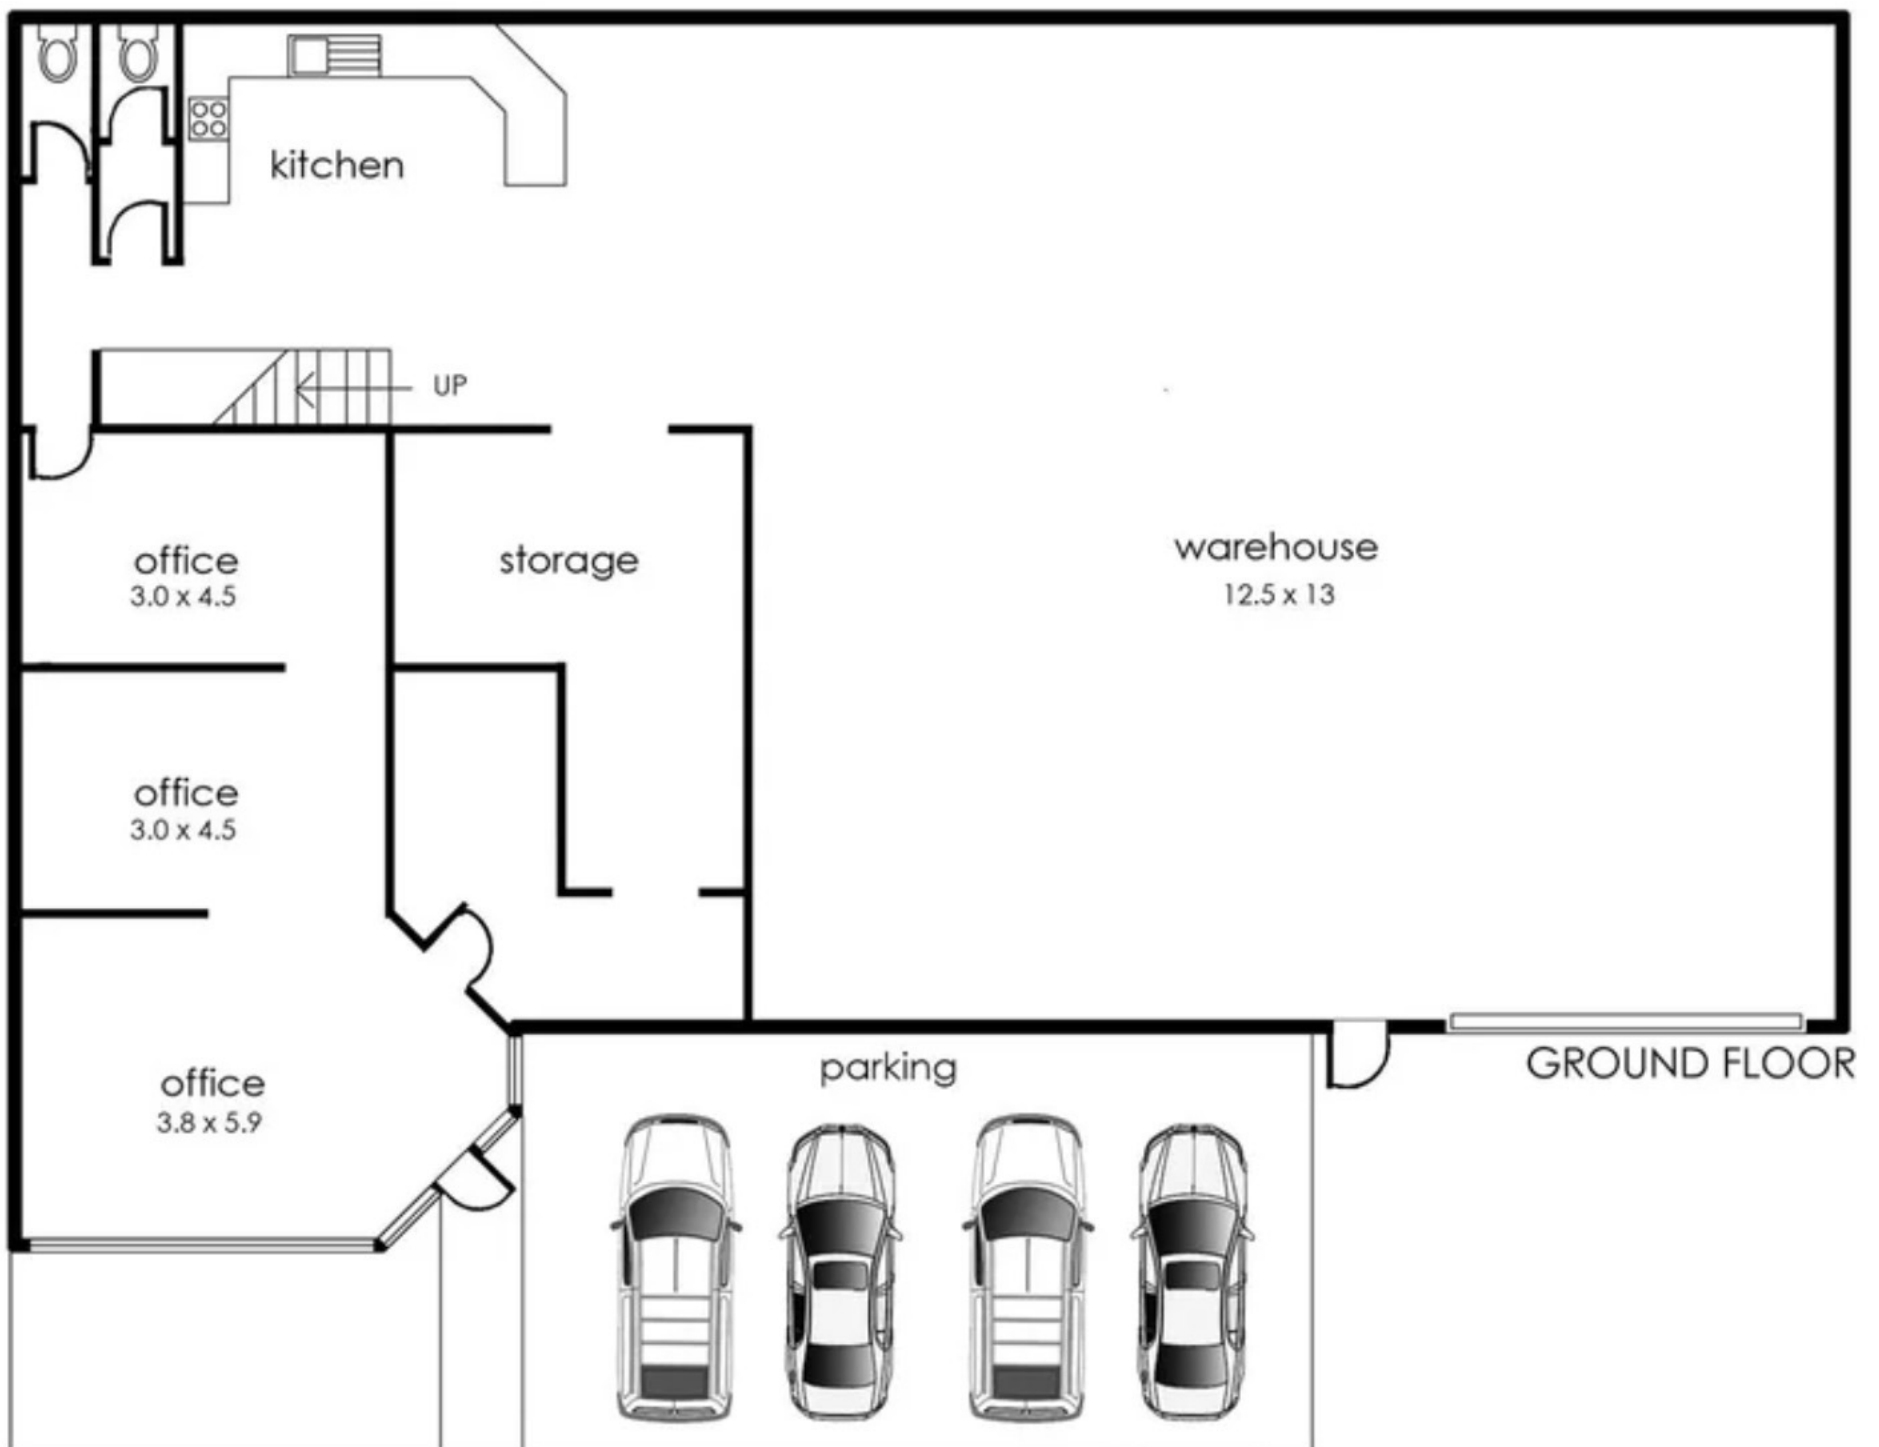 kitchen
UP
office
3.0 x 4.5
storage
warehouse
12.5 x 13
office
3.0 x 4.5
office
3.8 x 5.9
parking
GROUND FLOOR